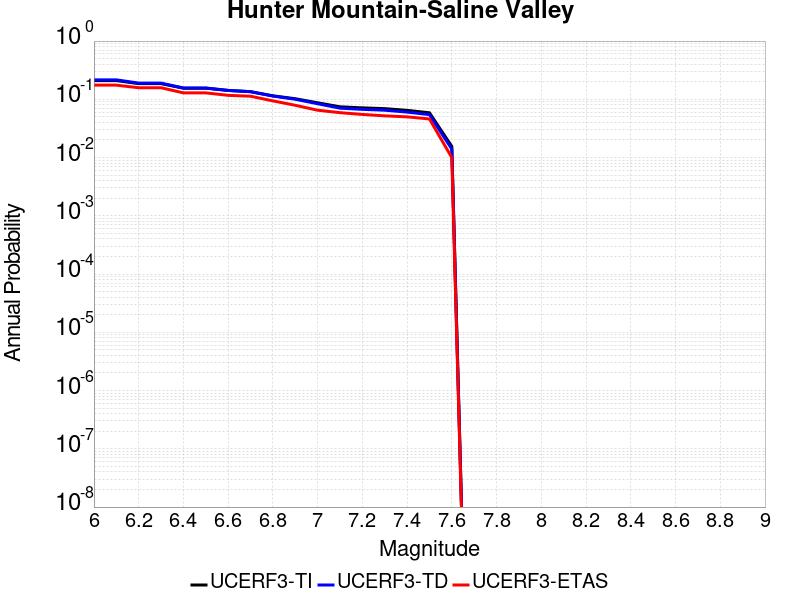 Hunter Mountain-Saline Valley
10^0
10^-1
10^-2
10^-3
10^-4
10^-5
10^-6
10^-7
10^-8
Annual Probability
6 6.2 6.4 6.6 6.8 7 7.2 7.4 7.6 7.8 8 8.2 8.4 8.6 8.8 9
Magnitude
UCERF3-TI UCERF3-TD UCERF3-ETAS